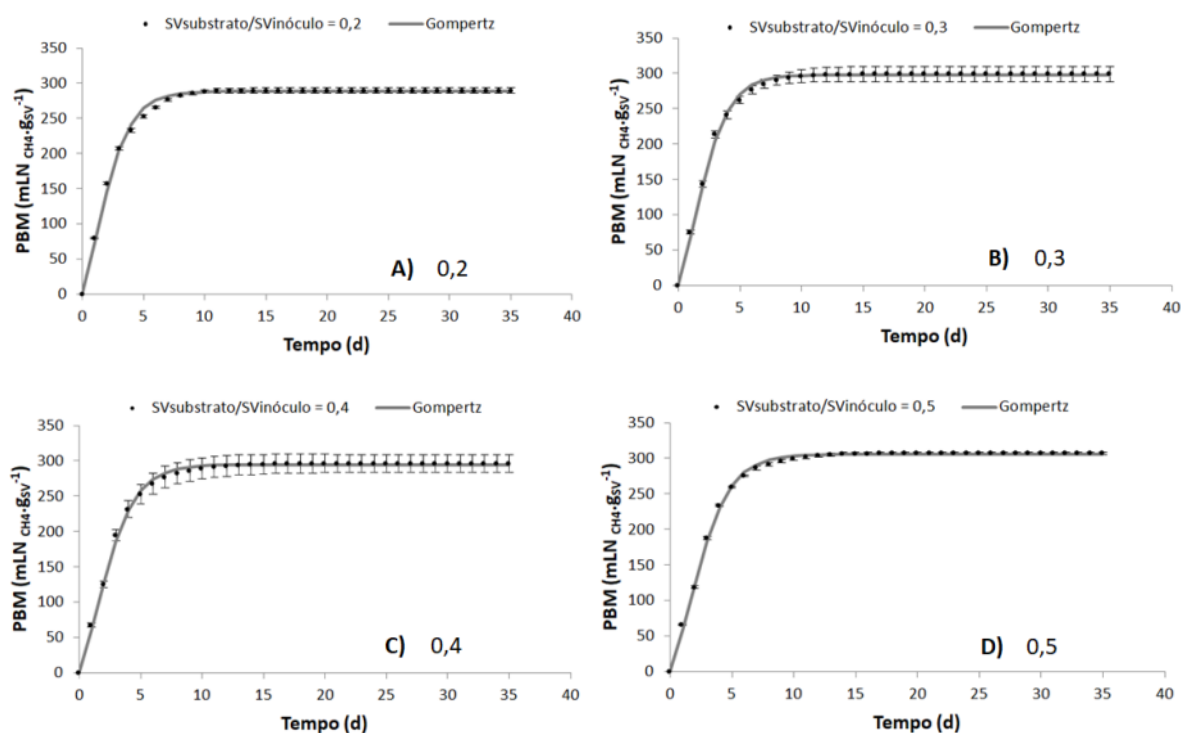 SVsubstrato/SVinóculo = 0,2 Gompertz
350
300
250
200
150
100
50
0
PBM (mLN CH4·gSV⁻¹)
A) 0,2
0 5 10 15 20 25 30 35 40
Tempo (d)
SVsubstrato/SVinóculo = 0,3 Gompertz
350
300
250
200
150
100
50
0
PBM (mLN CH4·gSV⁻¹)
B) 0,3
0 5 10 15 20 25 30 35 40
Tempo (d)
SVsubstrato/SVinóculo = 0,4 Gompertz
350
300
250
200
150
100
50
0
PBM (mLN CH4·gSV⁻¹)
C) 0,4
0 5 10 15 20 25 30 35 40
Tempo (d)
SVsubstrato/SVinóculo = 0,5 Gompertz
350
300
250
200
150
100
50
0
PBM (mLN CH4·gSV⁻¹)
D) 0,5
0 5 10 15 20 25 30 35 40
Tempo (d)